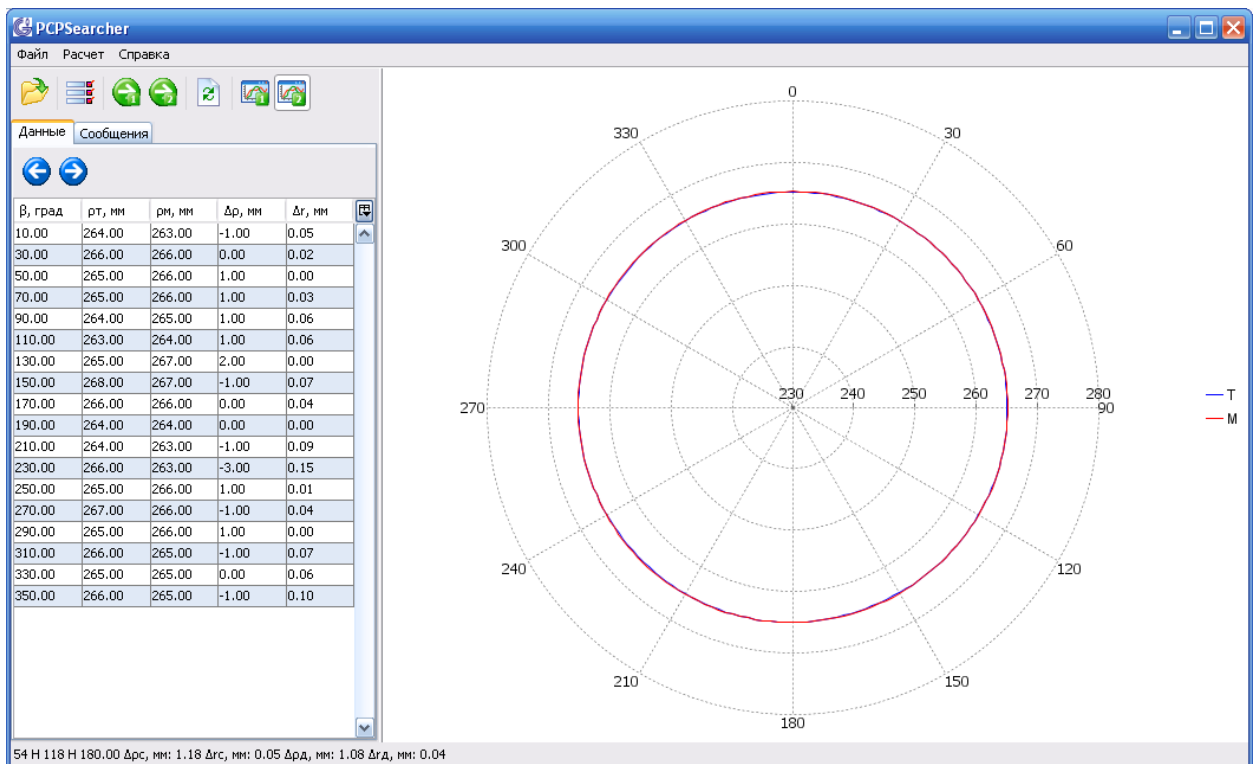 PCPSearcher
Файл Расчет Справка
Данные Сообщения
β, град ρт, мм ρм, мм Δρ, мм Δr, мм
10.00 264.00 263.00 -1.00 0.05
30.00 266.00 266.00 0.00 0.02
50.00 265.00 266.00 1.00 0.00
70.00 265.00 266.00 1.00 0.03
90.00 264.00 265.00 1.00 0.06
110.00 263.00 264.00 1.00 0.06
130.00 265.00 267.00 2.00 0.00
150.00 268.00 267.00 -1.00 0.07
170.00 266.00 266.00 0.00 0.04
190.00 264.00 264.00 0.00 0.00
210.00 264.00 263.00 -1.00 0.09
230.00 266.00 263.00 -3.00 0.15
250.00 265.00 266.00 1.00 0.01
270.00 267.00 266.00 -1.00 0.04
290.00 265.00 266.00 1.00 0.00
310.00 266.00 265.00 -1.00 0.07
330.00 265.00 265.00 0.00 0.06
350.00 266.00 265.00 -1.00 0.10
0
330 30
300 60
230 240 250 260 270 280
270 90
240 120
210 150
180
T
M
54 Н 118 Н 180.00 Δρс, мм: 1.18 Δrс, мм: 0.05 Δρд, мм: 1.08 Δrд, мм: 0.04